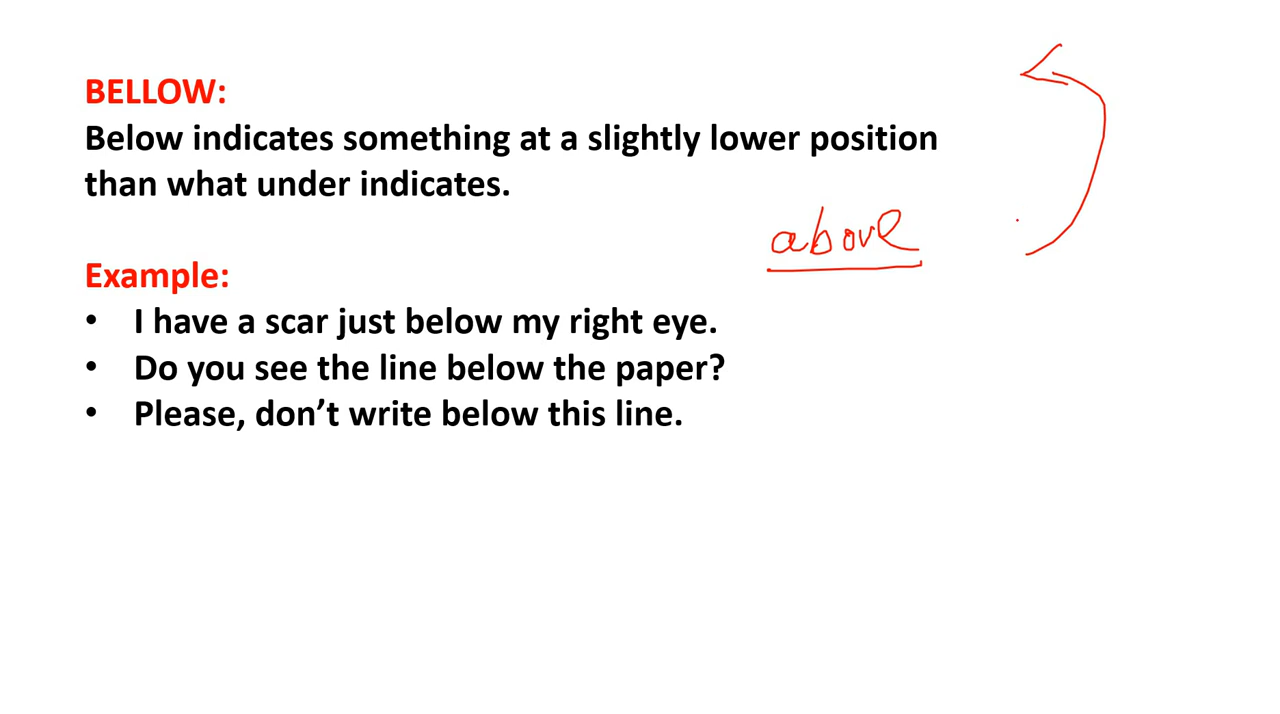 BELLOW:
Below indicates something at a slightly lower position
than what under indicates.
above
Example:
• I have a scar just below my right eye.
• Do you see the line below the paper?
• Please, don’t write below this line.